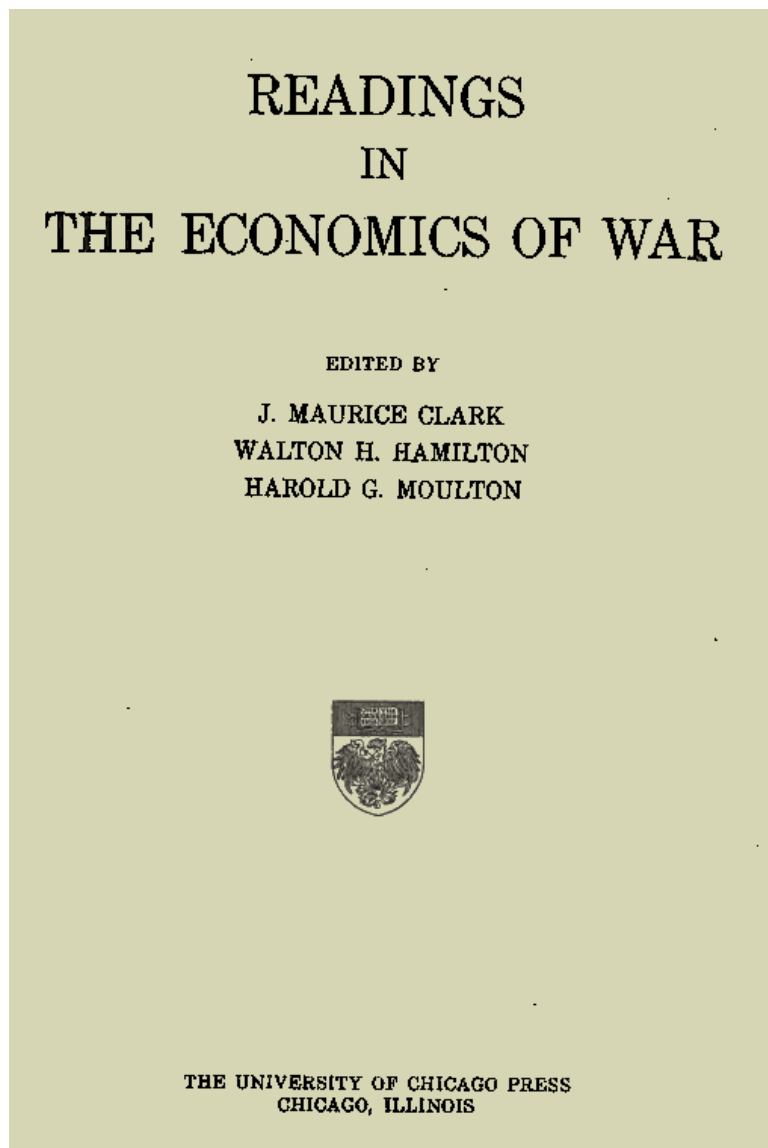 READINGS
IN
THE ECONOMICS OF WAR
EDITED BY
J. MAURICE CLARK
WALTON H. HAMILTON
HAROLD G. MOULTON
THE UNIVERSITY OF CHICAGO PRESS
CHICAGO, ILLINOIS